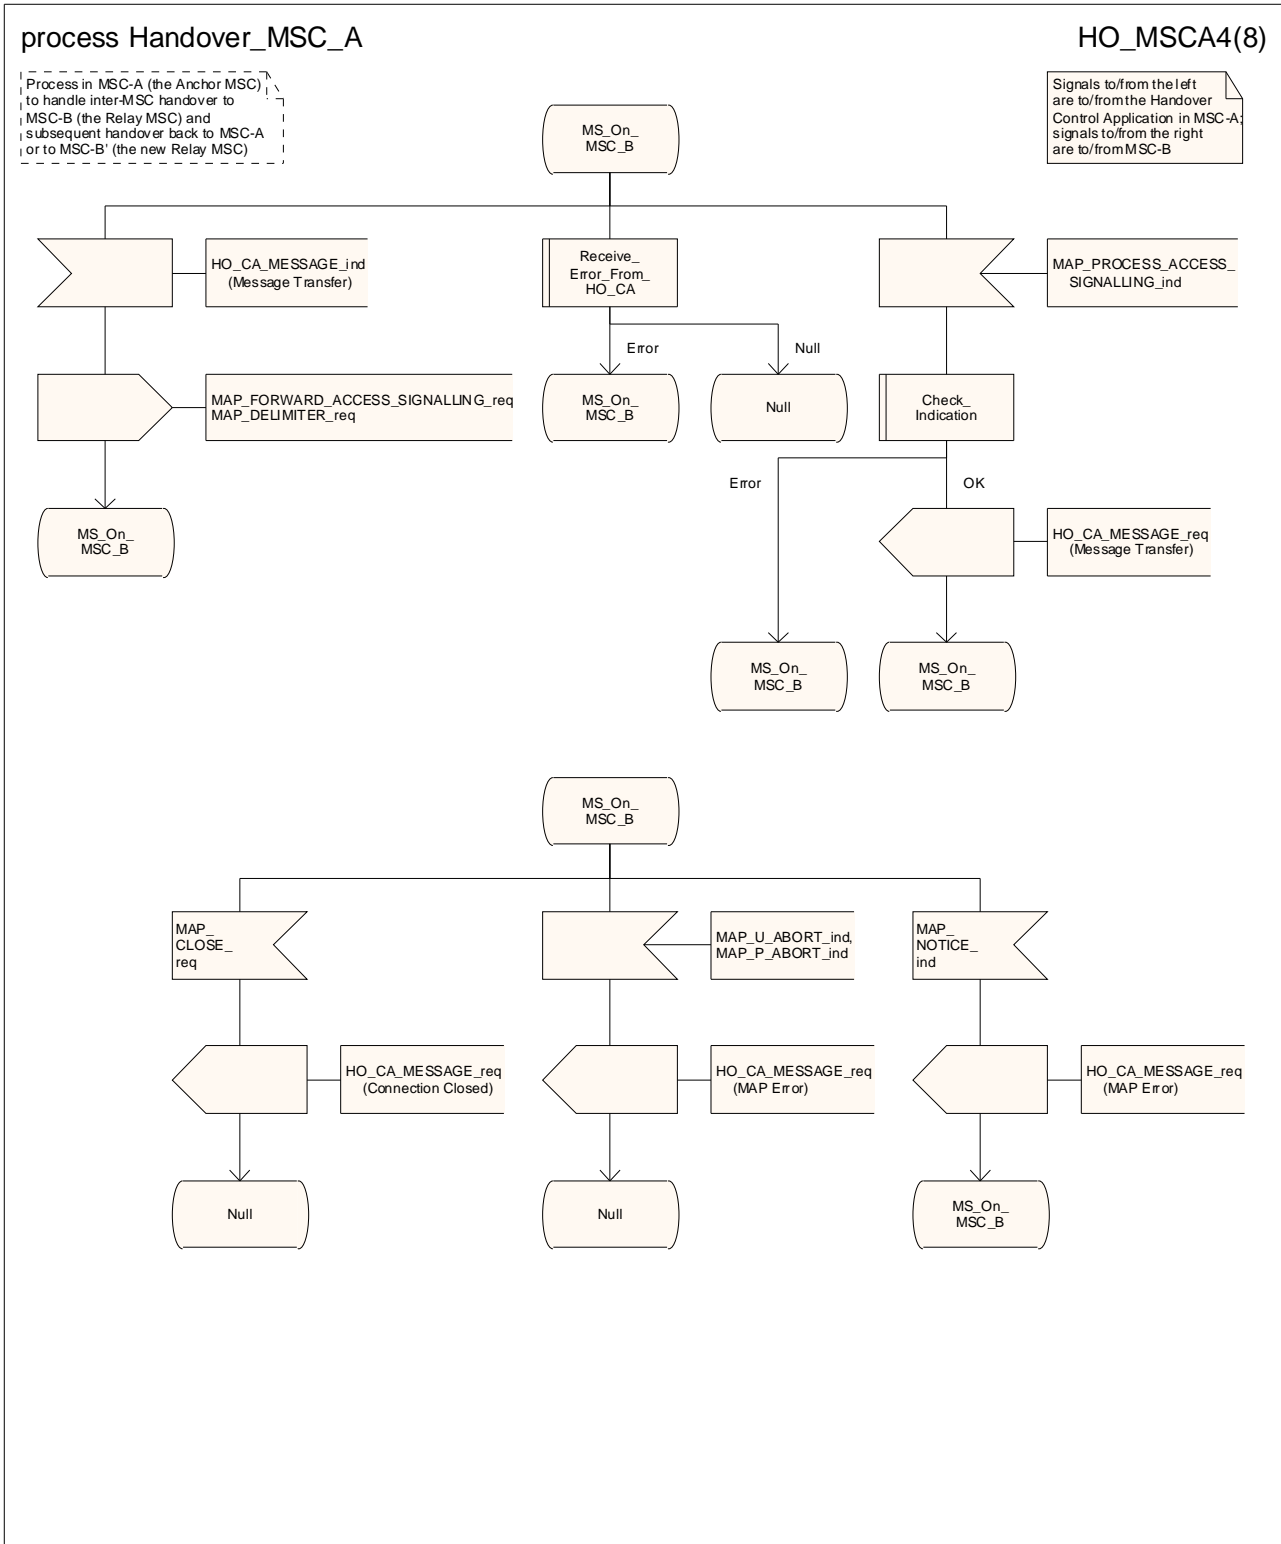 process Handover_MSC_A
HO_MSCA4(8)
Process in MSC-A (the Anchor MSC)
to handle inter-MSC handover to
MSC-B (the Relay MSC) and
subsequent handover back to MSC-A
or to MSC-B' (the new Relay MSC)
Signals to/from the left
are to/from the Handover
Control Application in MSC-A;
signals to/from the right
are to/from MSC-B
MS_On_
MSC_B
HO_CA_MESSAGE_ind
(Message Transfer)
Receive_
Error_From_
HO_CA
MAP_PROCESS_ACCESS_
SIGNALLING_ind
Error
Null
MAP_FORWARD_ACCESS_SIGNALLING_req
MAP_DELIMITER_req
MS_On_
MSC_B
Null
Check_
Indication
Error
OK
MS_On_
MSC_B
HO_CA_MESSAGE_req
(Message Transfer)
MS_On_
MSC_B
MS_On_
MSC_B
MS_On_
MSC_B
MAP_
CLOSE_
req
MAP_U_ABORT_ind,
MAP_P_ABORT_ind
MAP_
NOTICE_
ind
HO_CA_MESSAGE_req
(Connection Closed)
HO_CA_MESSAGE_req
(MAP Error)
HO_CA_MESSAGE_req
(MAP Error)
Null
Null
MS_On_
MSC_B